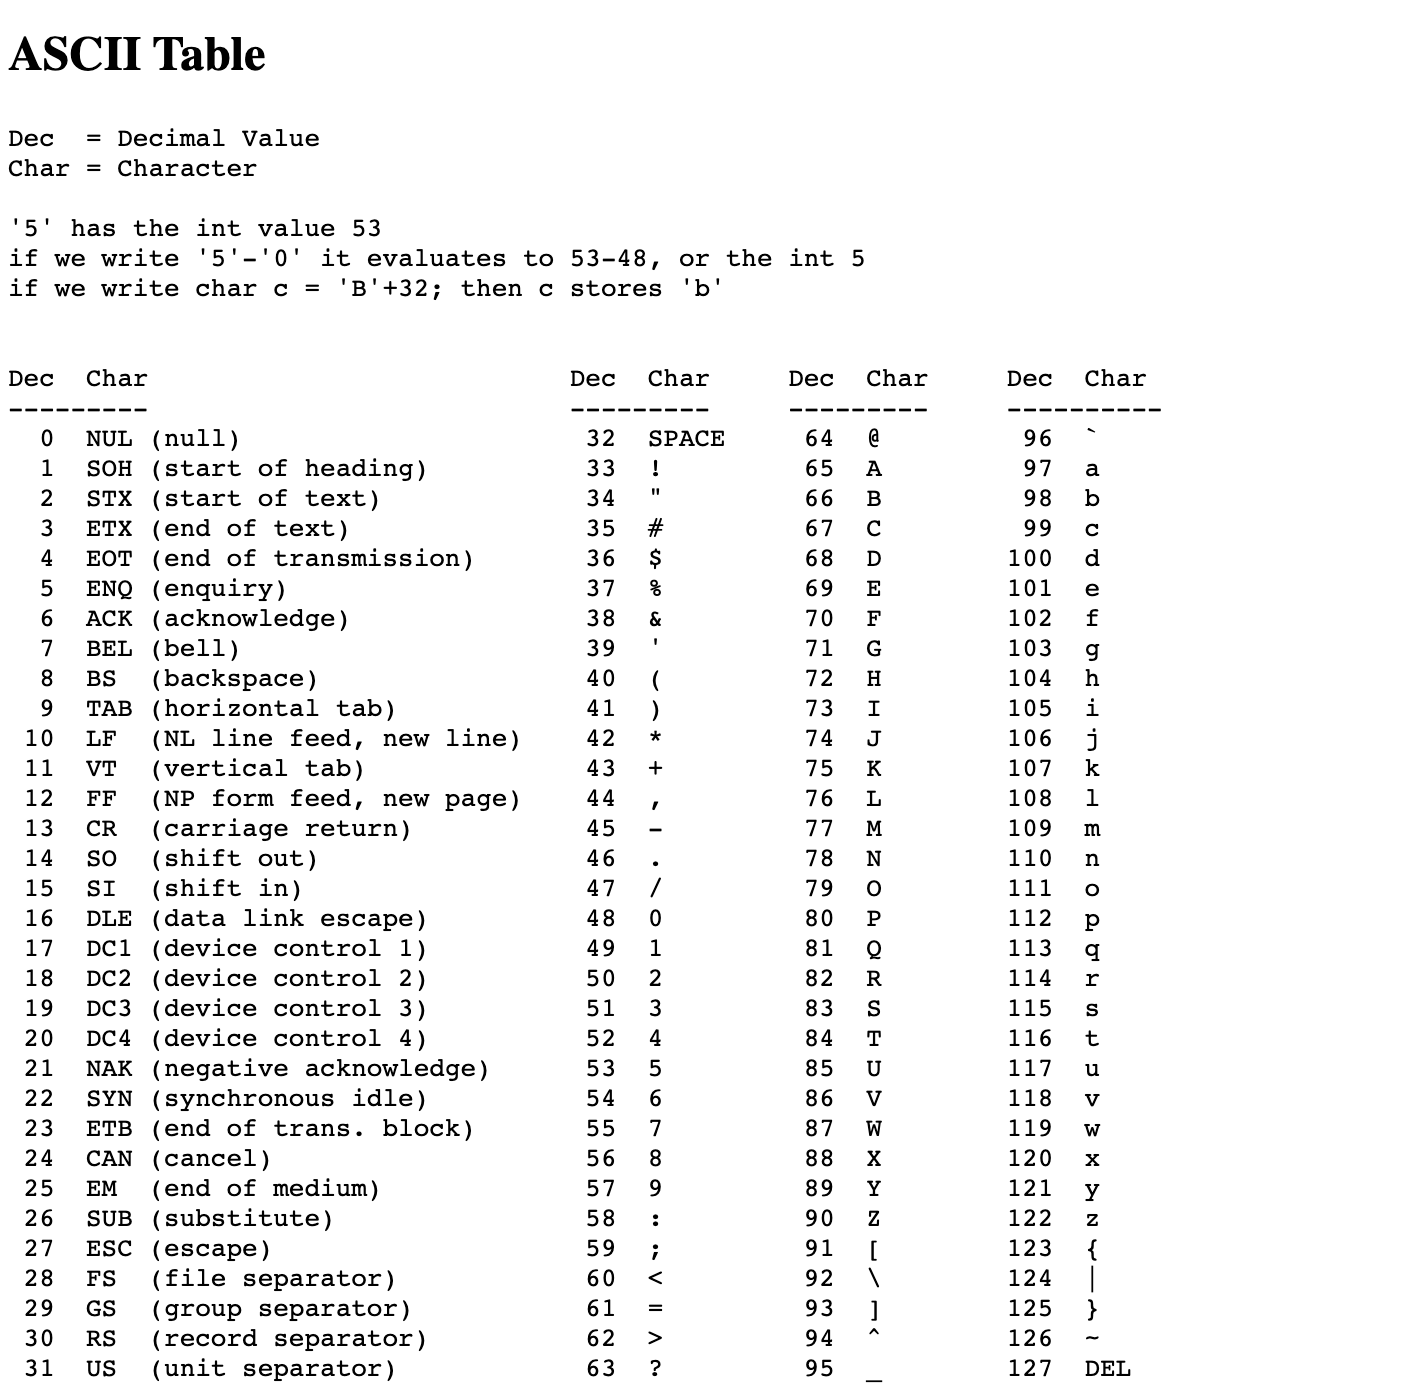 ASCII Table
Dec  = Decimal Value
Char = Character
'5' has the int value 53
if we write '5'-'0' it evaluates to 53-48, or the int 5
if we write char c = 'B'+32; then c stores 'b'
Dec  Char                           Dec  Char     Dec  Char     Dec  Char
---------                           ---------     ---------     ----------
  0  NUL (null)                      32  SPACE     64  @         96  `
  1  SOH (start of heading)          33  !         65  A         97  a
  2  STX (start of text)             34  "         66  B         98  b
  3  ETX (end of text)               35  #         67  C         99  c
  4  EOT (end of transmission)       36  $         68  D        100  d
  5  ENQ (enquiry)                   37  %         69  E        101  e
  6  ACK (acknowledge)               38  &         70  F        102  f
  7  BEL (bell)                      39  '         71  G        103  g
  8  BS  (backspace)                 40  (         72  H        104  h
  9  TAB (horizontal tab)            41  )         73  I        105  i
 10  LF  (NL line feed, new line)    42  *         74  J        106  j
 11  VT  (vertical tab)              43  +         75  K        107  k
 12  FF  (NP form feed, new page)    44  ,         76  L        108  l
 13  CR  (carriage return)           45  -         77  M        109  m
 14  SO  (shift out)                 46  .         78  N        110  n
 15  SI  (shift in)                  47  /         79  O        111  o
 16  DLE (data link escape)          48  0         80  P        112  p
 17  DC1 (device control 1)          49  1         81  Q        113  q
 18  DC2 (device control 2)          50  2         82  R        114  r
 19  DC3 (device control 3)          51  3         83  S        115  s
 20  DC4 (device control 4)          52  4         84  T        116  t
 21  NAK (negative acknowledge)      53  5         85  U        117  u
 22  SYN (synchronous idle)          54  6         86  V        118  v
 23  ETB (end of trans. block)       55  7         87  W        119  w
 24  CAN (cancel)                    56  8         88  X        120  x
 25  EM  (end of medium)             57  9         89  Y        121  y
 26  SUB (substitute)                58  :         90  Z        122  z
 27  ESC (escape)                    59  ;         91  [        123  {
 28  FS  (file separator)            60  <         92  \        124  |
 29  GS  (group separator)           61  =         93  ]        125  }
 30  RS  (record separator)          62  >         94  ^        126  ~
 31  US  (unit separator)            63  ?         95  _        127  DEL